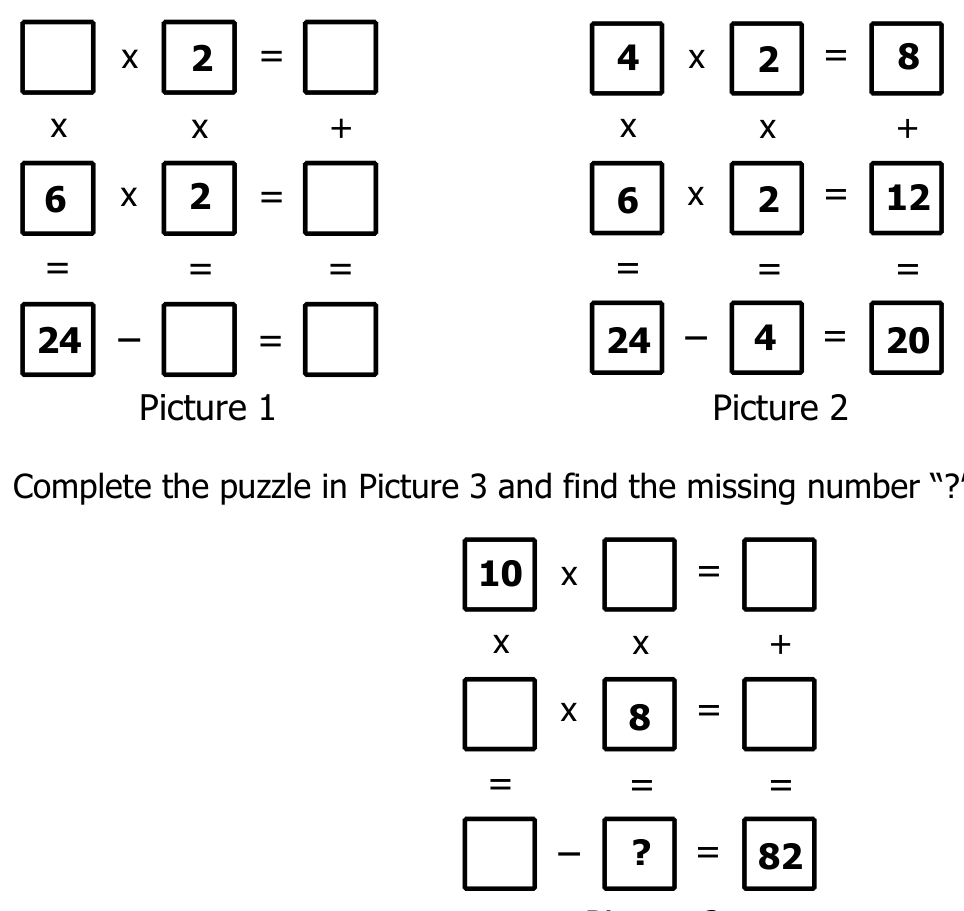 x 2 =
x x +
6 x 2 =
= = =
24 – =
Picture 1
4 x 2 = 8
x x +
6 x 2 = 12
= = =
24 – 4 = 20
Picture 2
Complete the puzzle in Picture 3 and find the missing number “?”
10 x =
x x +
x 8 =
= = =
– ? = 82